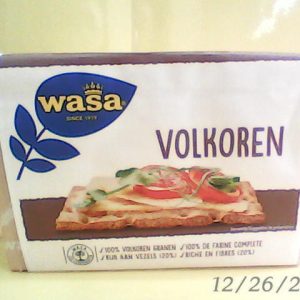 wasa
SINCE 1919
VOLKOREN
✓100% VOLKOREN GRANEN ✓100% DE FARINE COMPLETE
✓RIJK AAN VEZELS (20%) ✓RICHE EN FIBRES (20%)
12/26/2